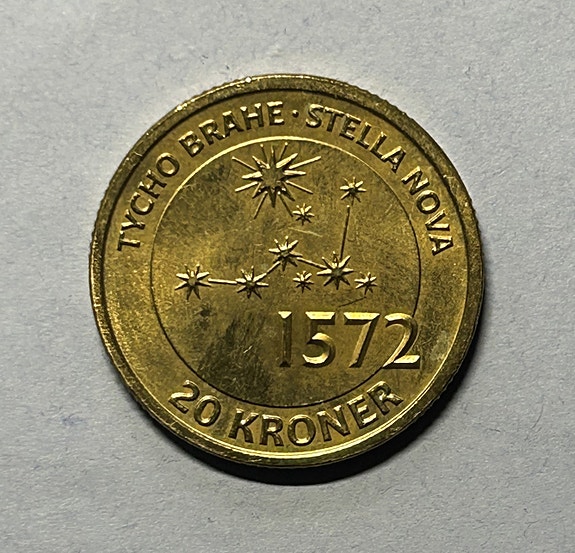 TYCHO BRAHE · STELLA NOVA
1572
20 KRONER